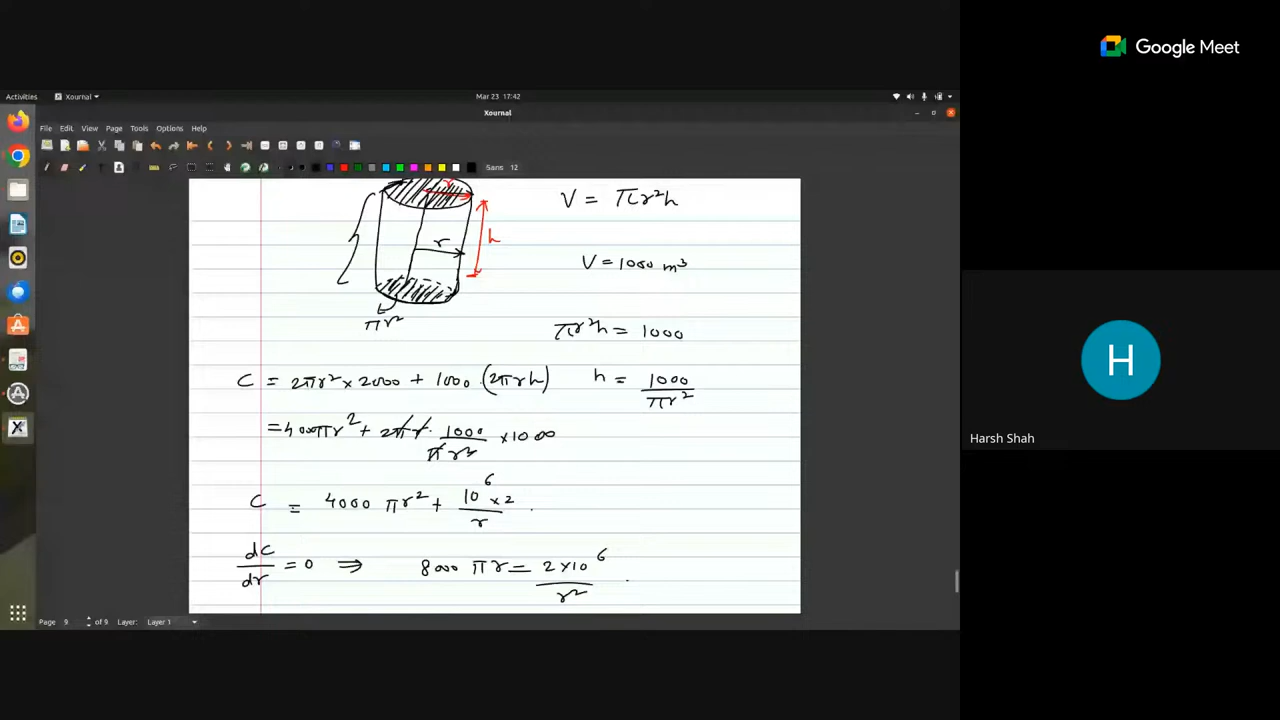 Google Meet
Activities Xournal Mar 23 17:42
Xournal
File Edit View Page Tools Options Help
Sans 12
r
V = πr²h
h
r
V = 1000 m³
πr²
πr²h = 1000
C = 2πr² × 2000 + 1000 · (2πrh)
h = 1000 / πr²
= 4000πr² + 2πr · 1000 / πr² × 1000
C = 4000 πr² + 10⁶ × 2 / r
dC / dr = 0 ⇒ 8000 πr = 2 × 10⁶ / r²
H
Harsh Shah
Page 9 of 9 Layer: Layer 1